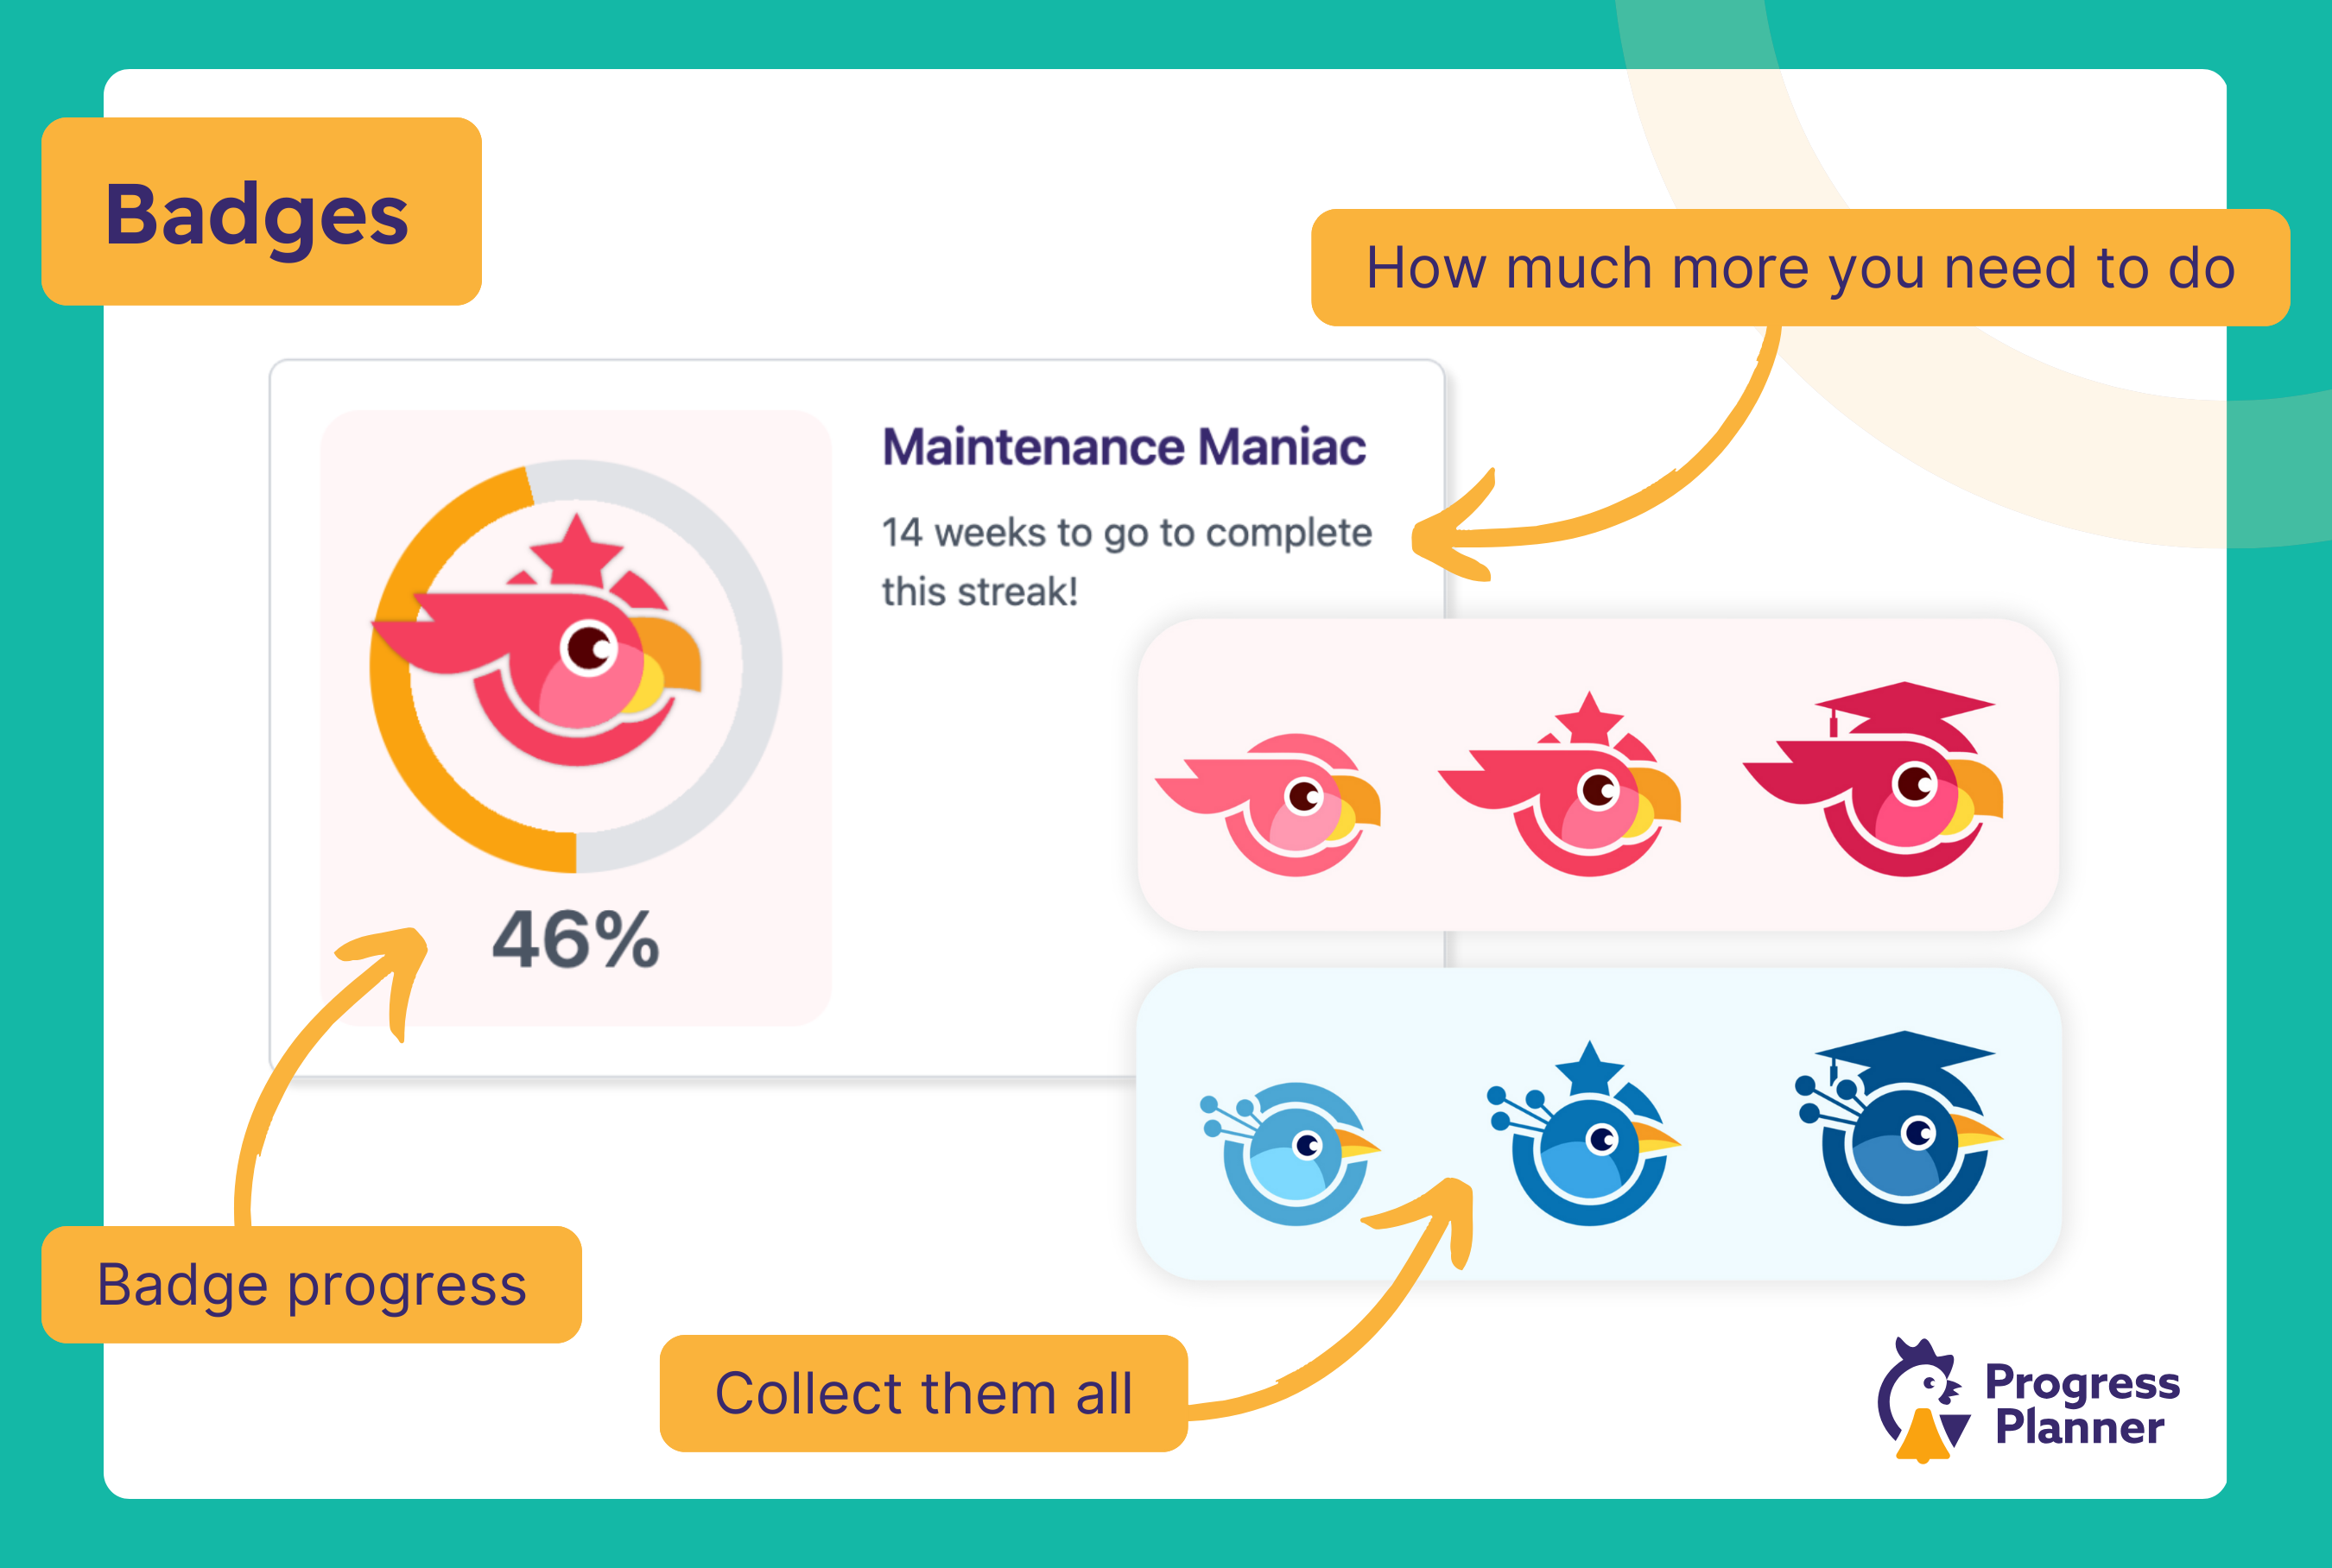 Badges
How much more you need to do
Maintenance Maniac
14 weeks to go to complete
this streak!
46%
Badge progress
Collect them all
Progress
Planner